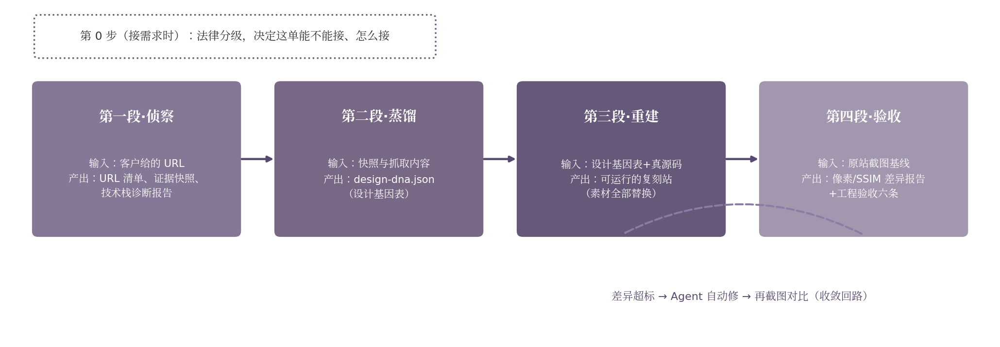 第 0 步（接需求时）：法律分级，决定这单能不能接、怎么接
第一段·侦察
输入：客户给的 URL
产出：URL 清单、证据快照、
技术栈诊断报告
第二段·蒸馏
输入：快照与抓取内容
产出：design-dna.json
（设计基因表）
第三段·重建
输入：设计基因表+真源码
产出：可运行的复刻站
（素材全部替换）
第四段·验收
输入：原站截图基线
产出：像素/SSIM 差异报告
+工程验收六条
差异超标 → Agent 自动修 → 再截图对比（收敛回路）